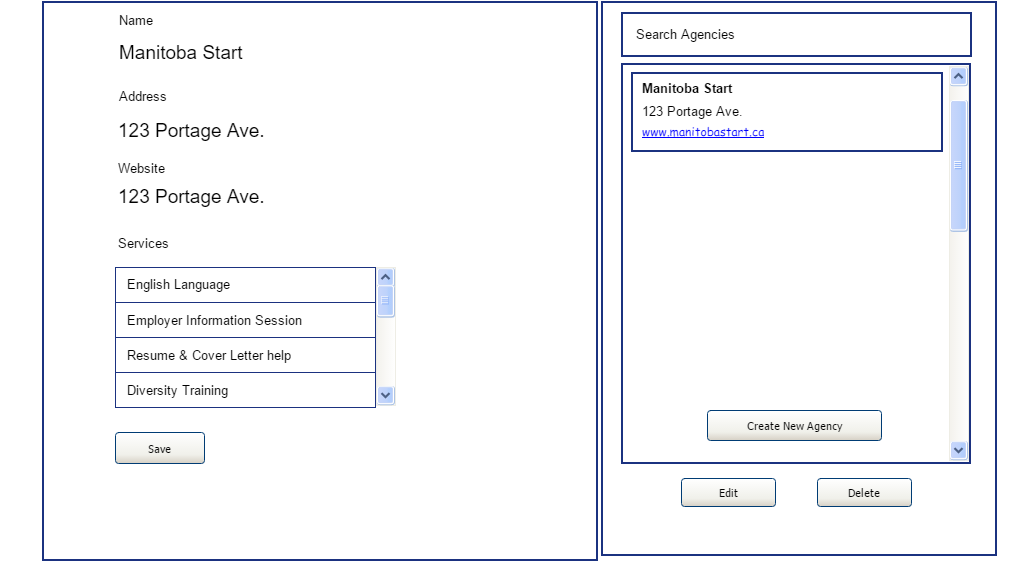 Name
Manitoba Start
Address
123 Portage Ave.
Website
123 Portage Ave.
Services
English Language
Employer Information Session
Resume & Cover Letter help
Diversity Training
Save
Search Agencies
Manitoba Start
123 Portage Ave.
www.manitobastart.ca
Create New Agency
Edit
Delete